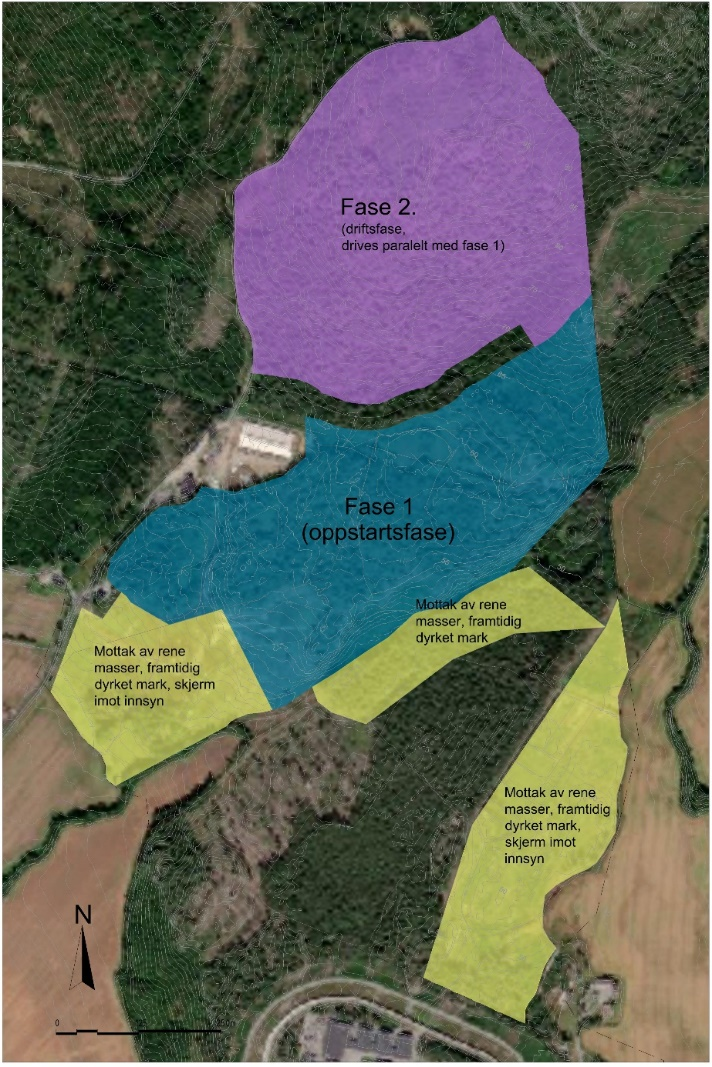 Fase 2.
(driftsfase,
drives paralelt med fase 1)
Fase 1
(oppstartsfase)
Mottak av rene
masser, framtidig
dyrket mark
Mottak av rene
masser, framtidig
dyrket mark, skjerm
imot innsyn
Mottak av rene
masser, framtidig
dyrket mark,
skjerm imot
innsyn
N
0